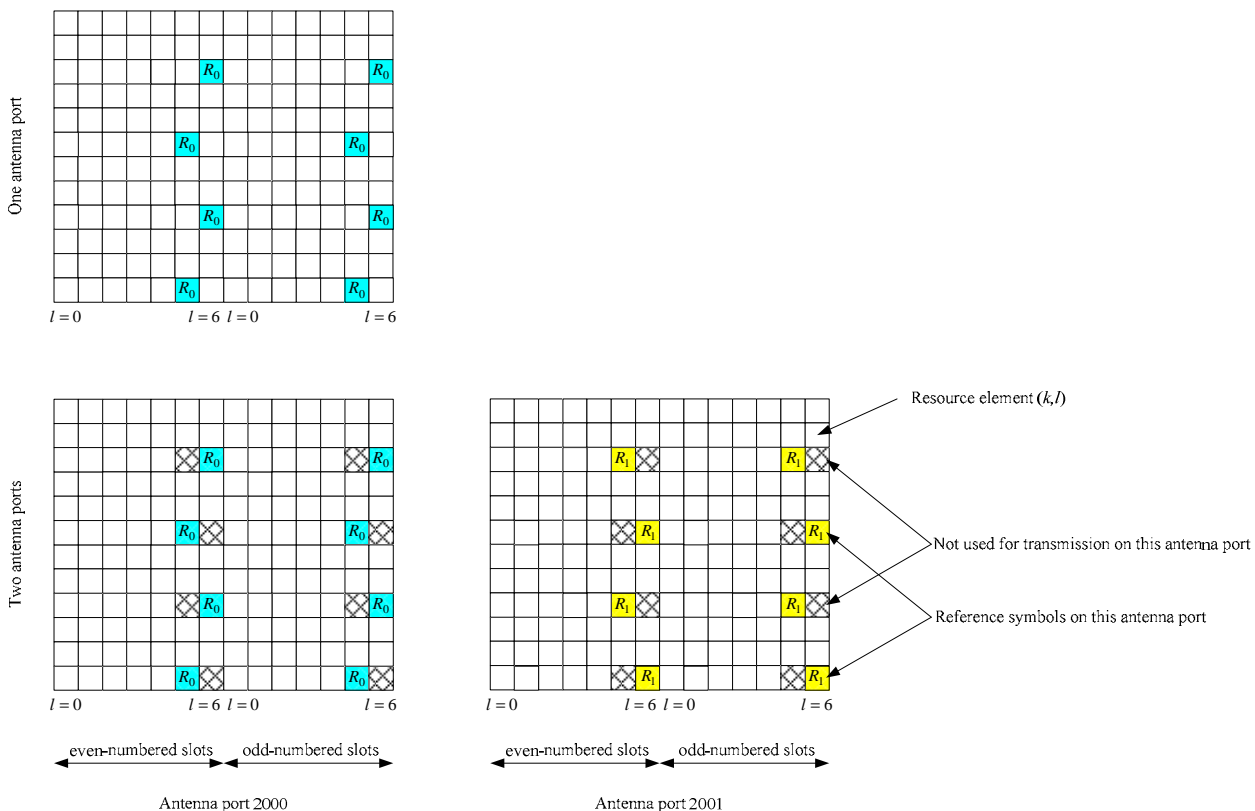 One antenna port
R0
R0
R0
R0
R0
R0
R0
R0
l = 0
l = 6 l = 0
l = 6
Two antenna ports
R0
R0
R0
R0
R0
R0
R0
R0
l = 0
l = 6 l = 0
l = 6
even-numbered slots
odd-numbered slots
Antenna port 2000
R1
R1
R1
R1
R1
R1
R1
R1
l = 0
l = 6 l = 0
l = 6
even-numbered slots
odd-numbered slots
Antenna port 2001
Resource element (k,l)
Not used for transmission on this antenna port
Reference symbols on this antenna port